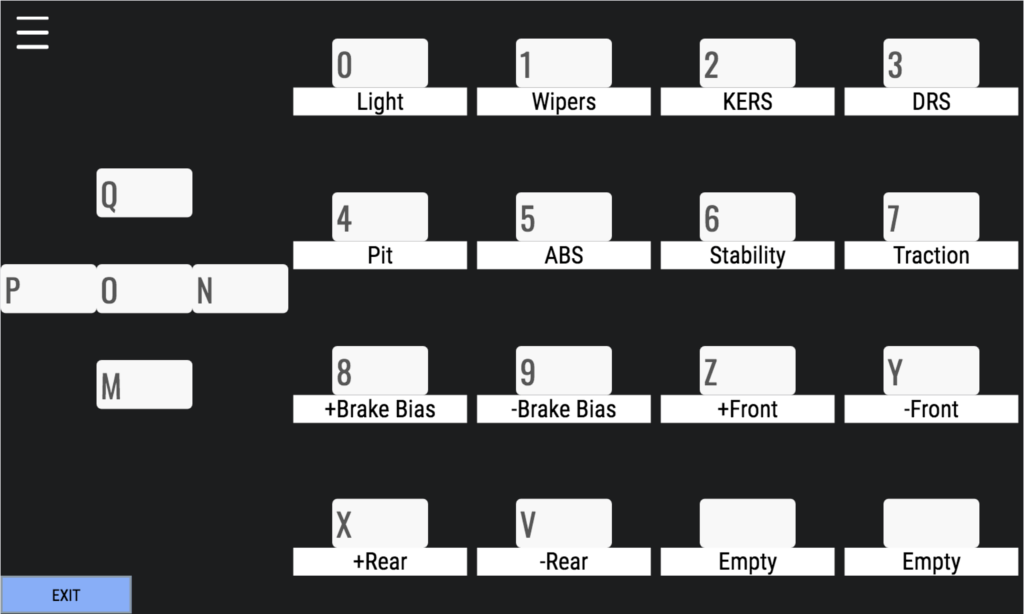 0 1 2 3
Light Wipers KERS DRS
Q
4 5 6 7
Pit ABS Stability Traction
P O N
M
8 9 Z Y
+Brake Bias -Brake Bias +Front -Front
X V
+Rear -Rear Empty Empty
EXIT